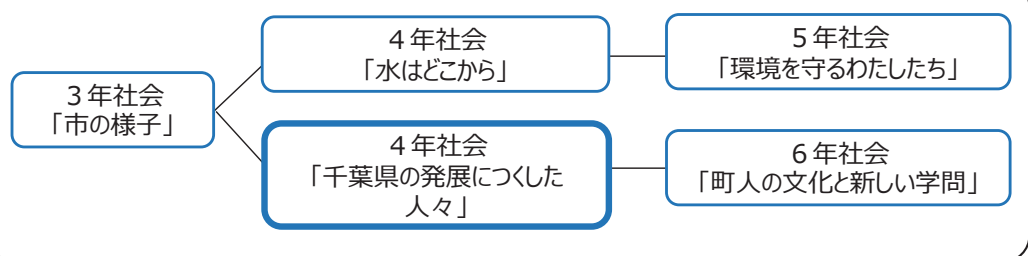 ３年社会
「市の様子」
４年社会
「水はどこから」
５年社会
「環境を守るわたしたち」
４年社会
「千葉県の発展につくした
人々」
６年社会
「町人の文化と新しい学問」